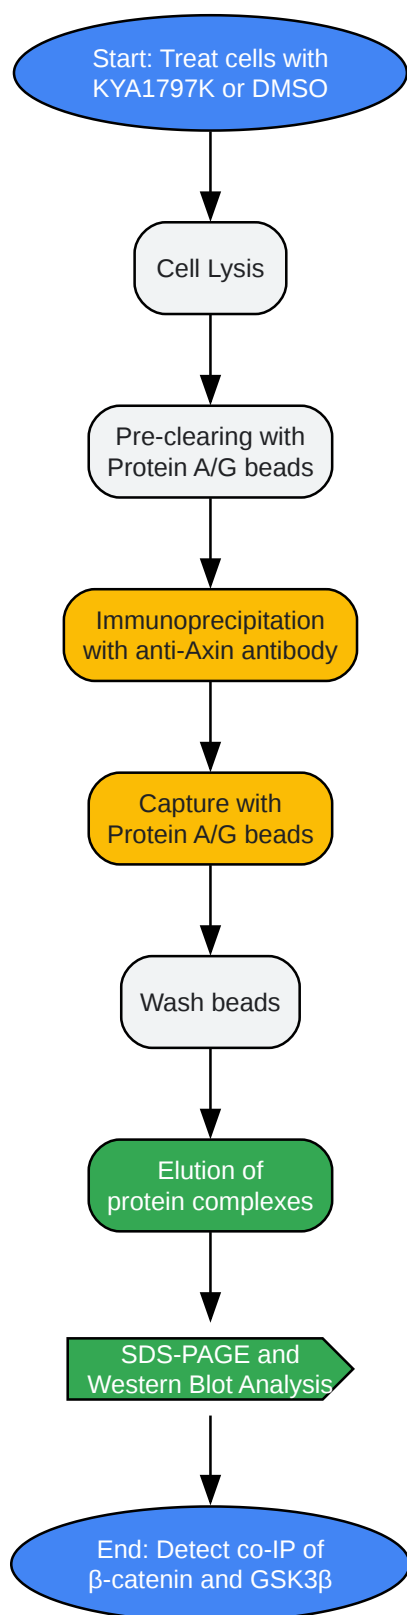 Start: Treat cells with
KYA1797K or DMSO
Cell Lysis
Pre-clearing with
Protein A/G beads
Immunoprecipitation
with anti-Axin antibody
Capture with
Protein A/G beads
Wash beads
Elution of
protein complexes
SDS-PAGE and
Western Blot Analysis
End: Detect co-IP of
β-catenin and GSK3β